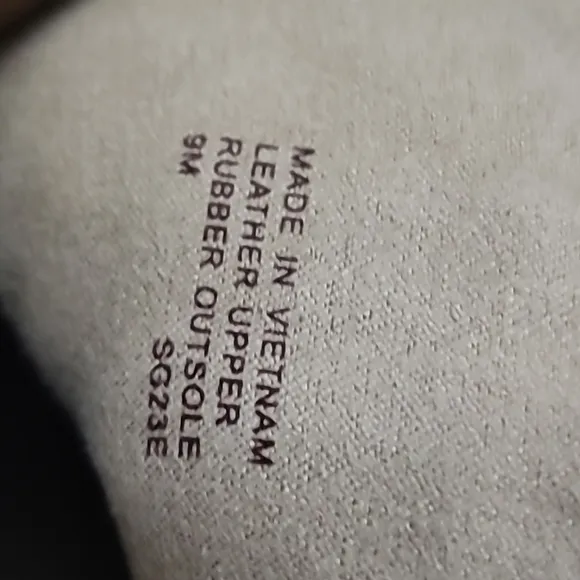 MADE IN VIETNAM
LEATHER UPPER
RUBBER OUTSOLE
9M
SG23E